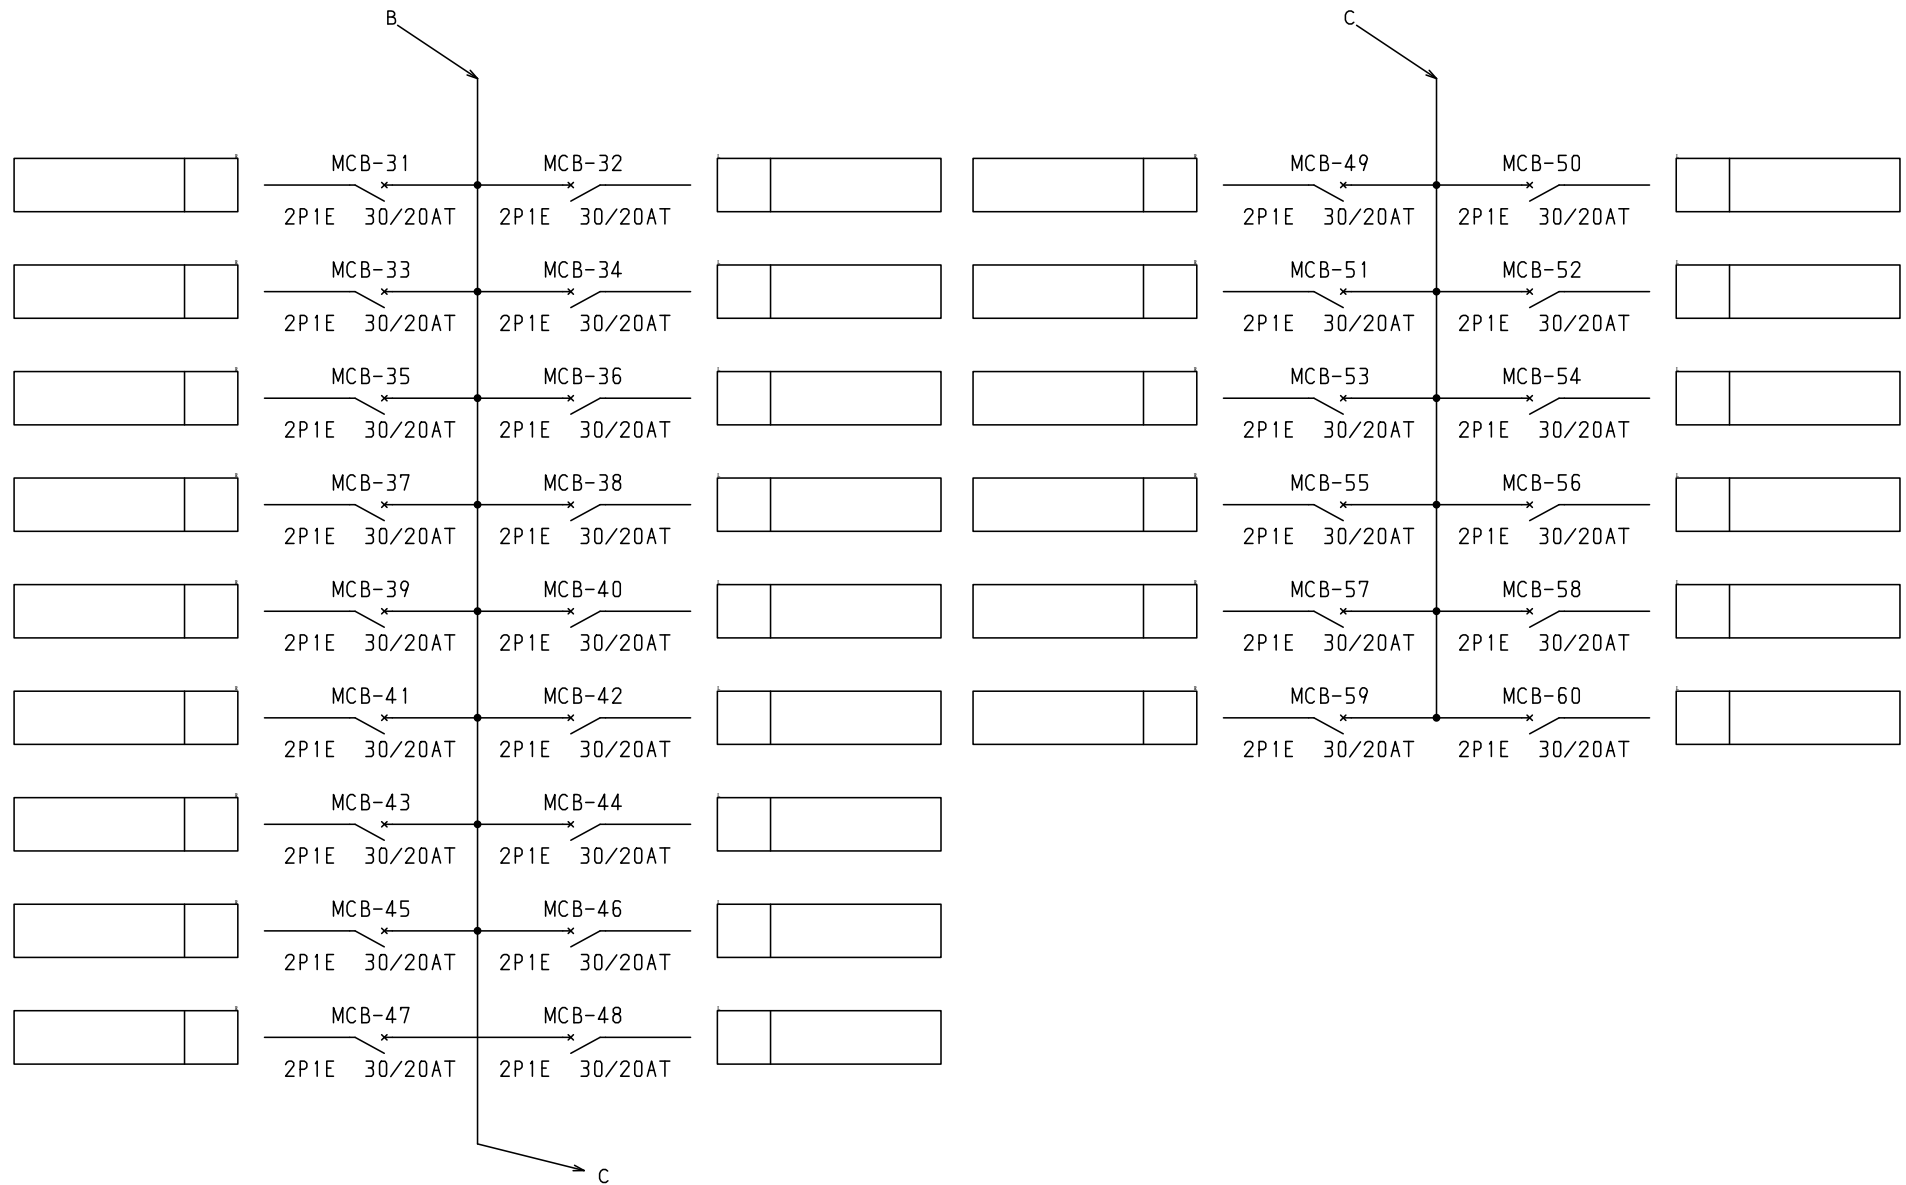 B
MCB-31 MCB-32
2P1E 30/20AT 2P1E 30/20AT
MCB-33 MCB-34
2P1E 30/20AT 2P1E 30/20AT
MCB-35 MCB-36
2P1E 30/20AT 2P1E 30/20AT
MCB-37 MCB-38
2P1E 30/20AT 2P1E 30/20AT
MCB-39 MCB-40
2P1E 30/20AT 2P1E 30/20AT
MCB-41 MCB-42
2P1E 30/20AT 2P1E 30/20AT
MCB-43 MCB-44
2P1E 30/20AT 2P1E 30/20AT
MCB-45 MCB-46
2P1E 30/20AT 2P1E 30/20AT
MCB-47 MCB-48
2P1E 30/20AT 2P1E 30/20AT
C
C
MCB-49 MCB-50
2P1E 30/20AT 2P1E 30/20AT
MCB-51 MCB-52
2P1E 30/20AT 2P1E 30/20AT
MCB-53 MCB-54
2P1E 30/20AT 2P1E 30/20AT
MCB-55 MCB-56
2P1E 30/20AT 2P1E 30/20AT
MCB-57 MCB-58
2P1E 30/20AT 2P1E 30/20AT
MCB-59 MCB-60
2P1E 30/20AT 2P1E 30/20AT